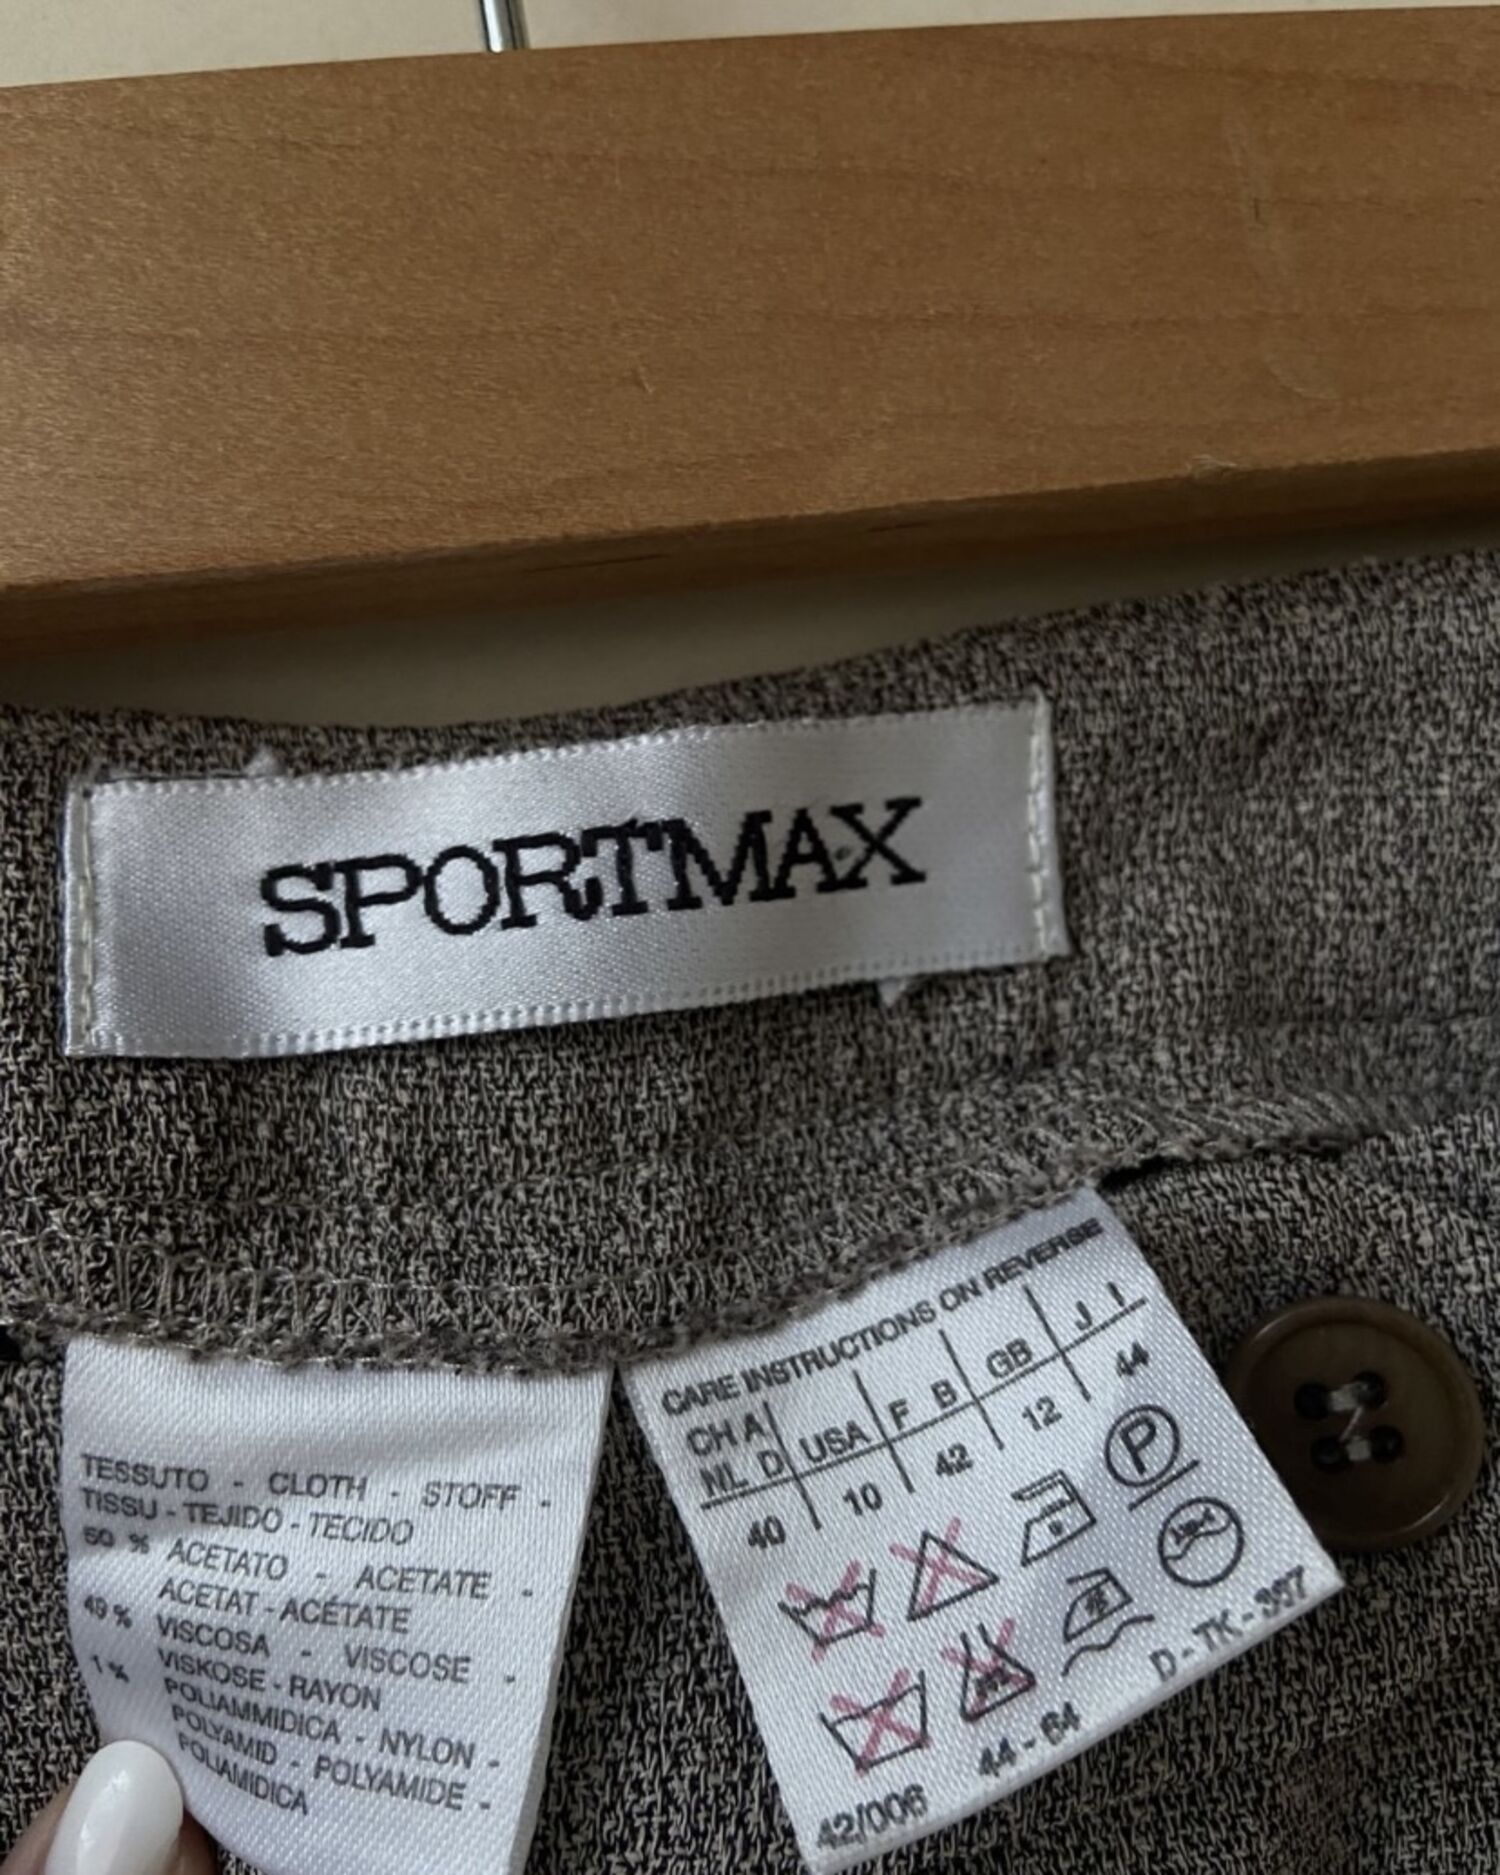 SPORTMAX
TESSUTO - CLOTH - STOFF -
TISSU - TEJIDO - TECIDO
50 % ACETATO - ACETATE -
ACETAT - ACÉTATE
49 % VISCOSA - VISCOSE -
VISKOSE - RAYON
1 % POLIAMMIDICA - NYLON -
POLYAMID - POLYAMIDE -
POLIAMIDICA
CARE INSTRUCTIONS ON REVERSE
CH A USA F B GB J I
NL D
40 10 42 12 44
P
42/006 44-64 D-TK-397